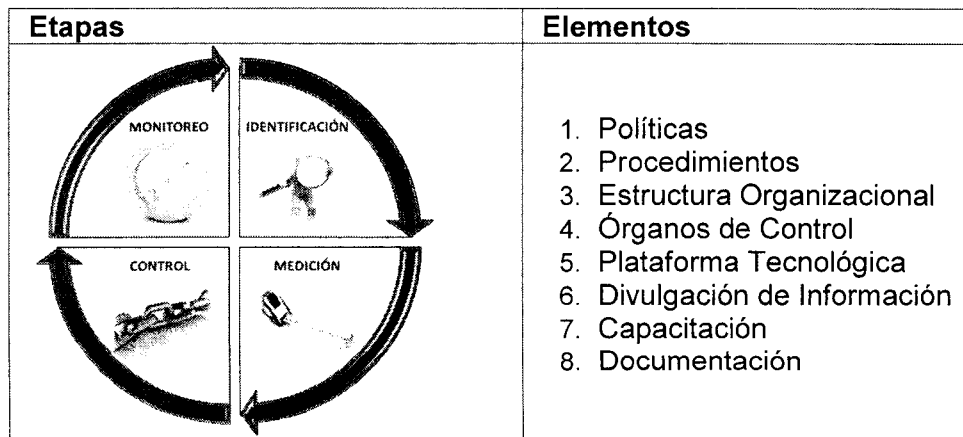 Etapas
Elementos
MONITOREO
IDENTIFICACIÓN
CONTROL
MEDICIÓN
1. Políticas
2. Procedimientos
3. Estructura Organizacional
4. Órganos de Control
5. Plataforma Tecnológica
6. Divulgación de Información
7. Capacitación
8. Documentación